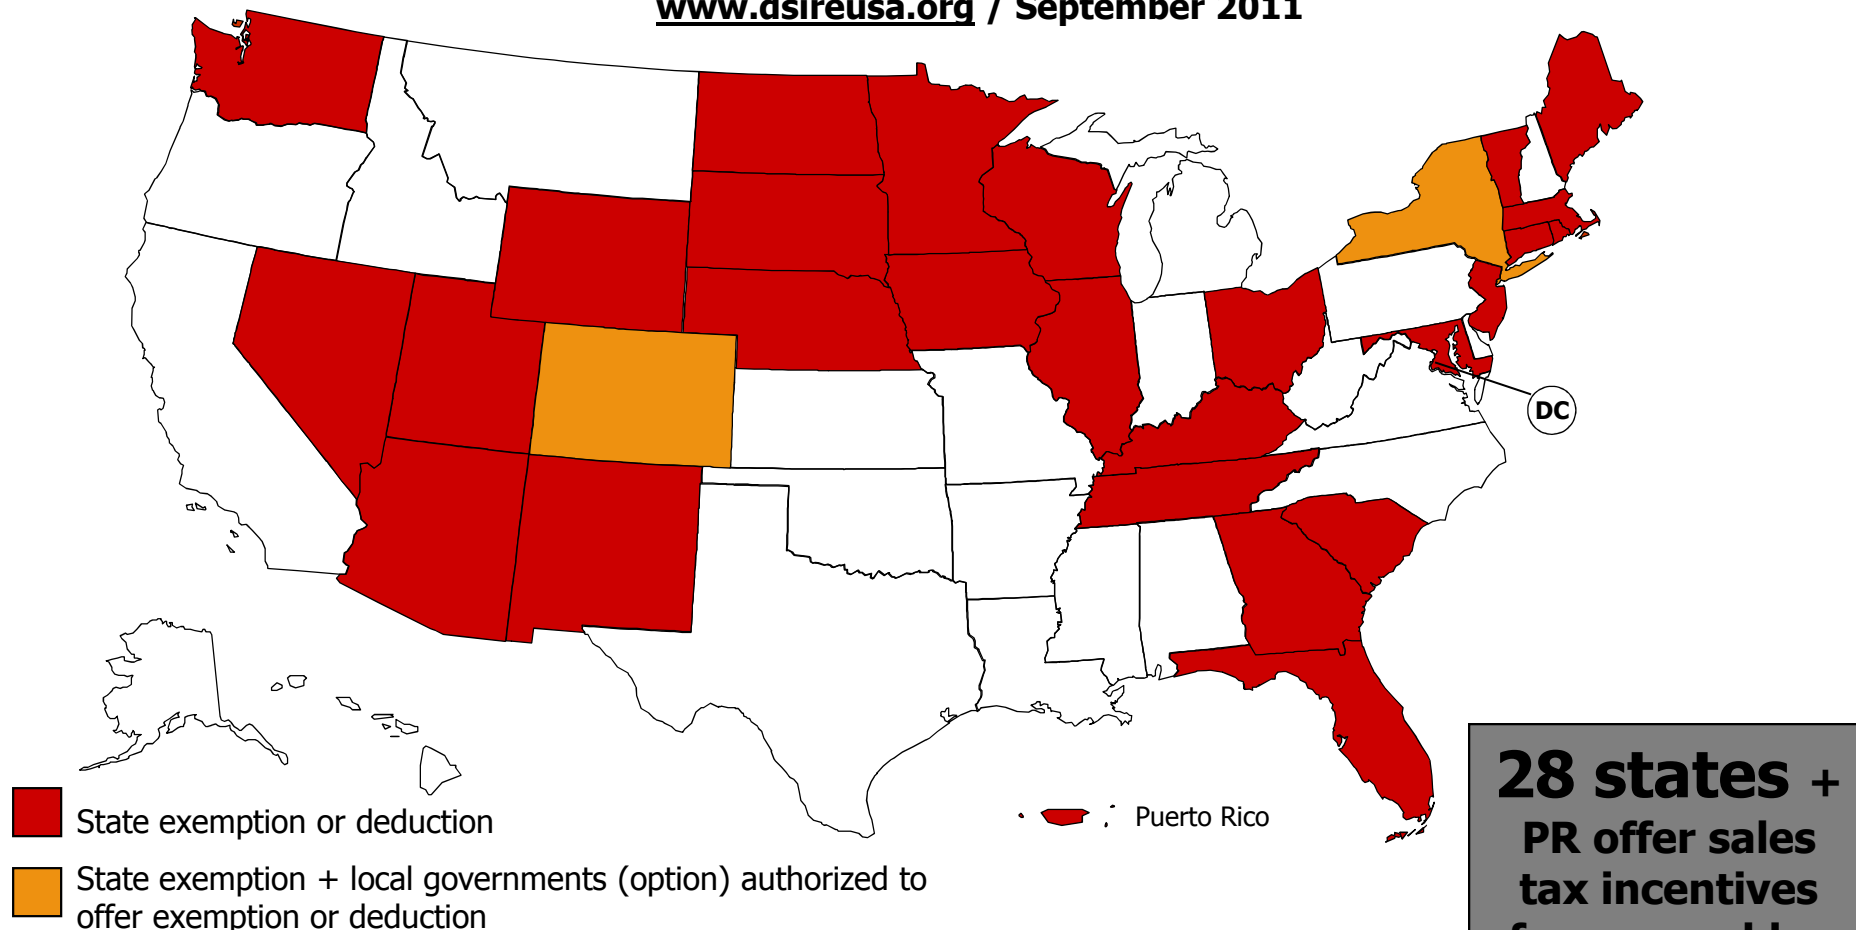 www.dsireusa.org / September 2011
DC
Puerto Rico
State exemption or deduction
State exemption + local governments (option) authorized to
offer exemption or deduction
28 states +
PR offer sales
tax incentives